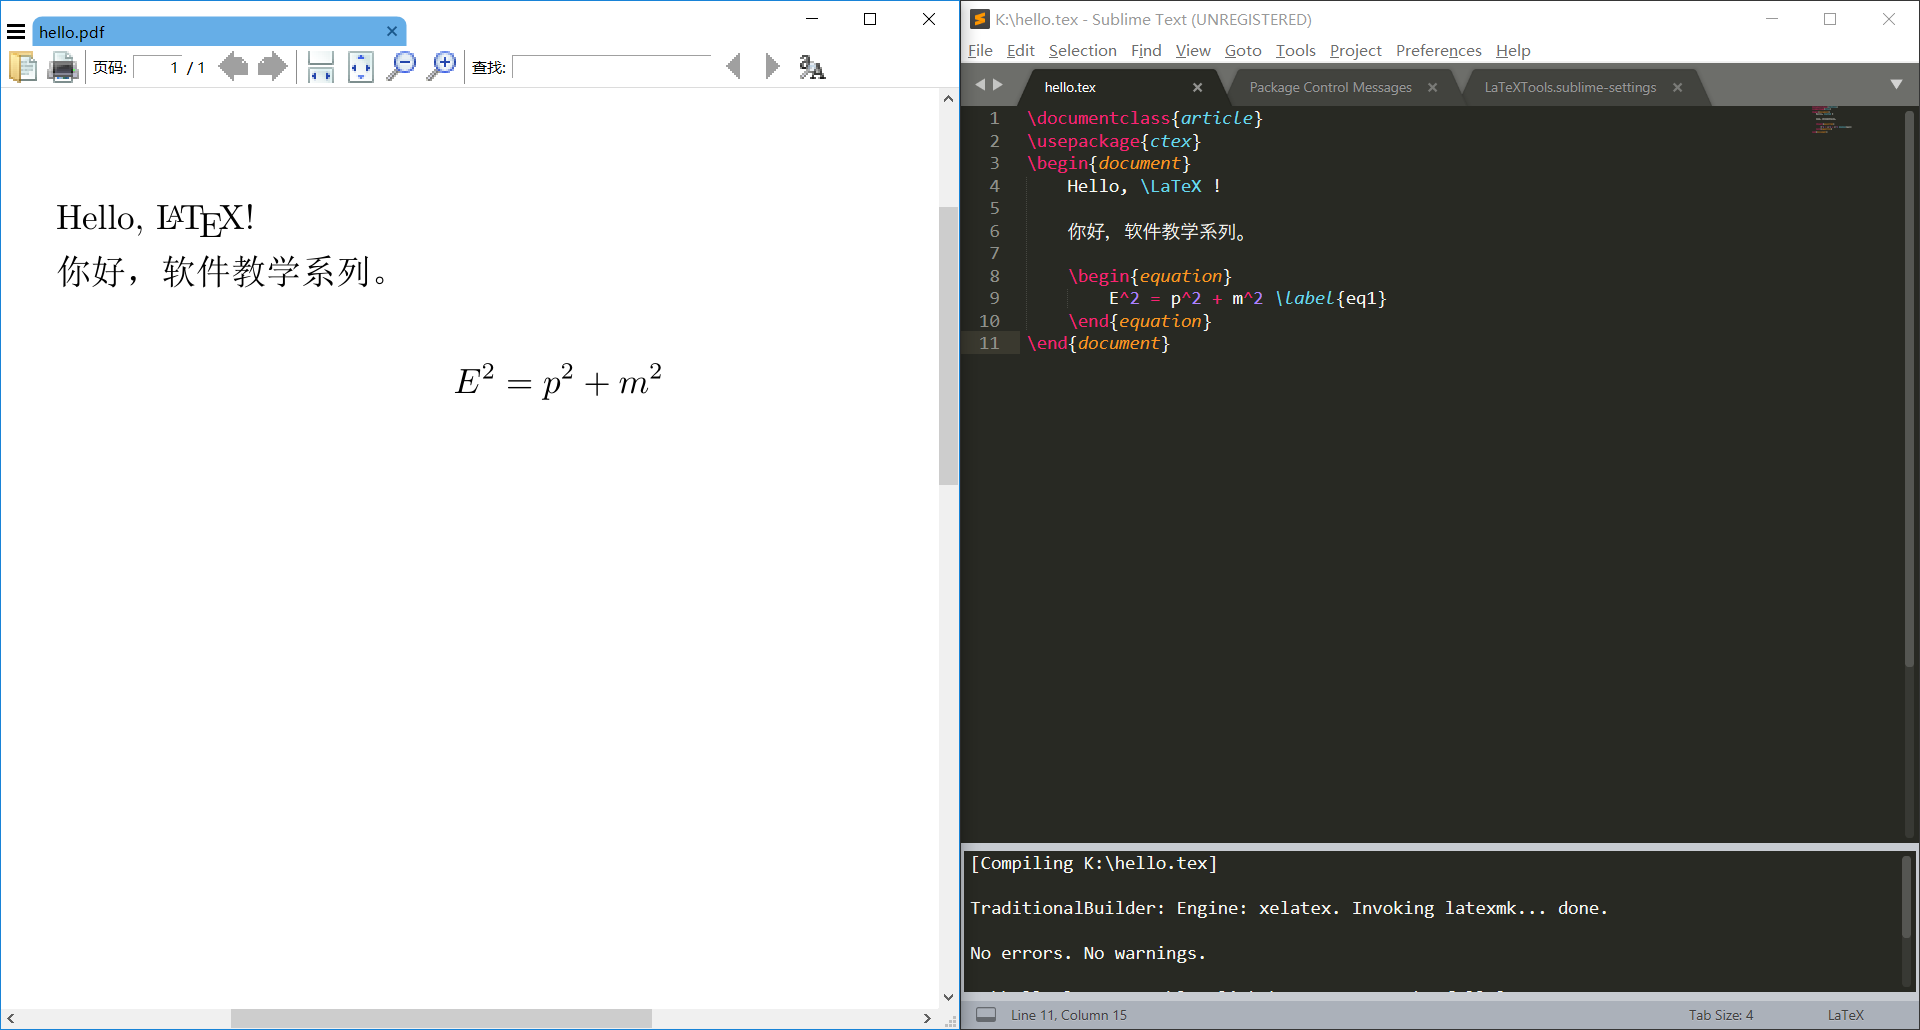 hello.pdf
页码: 1 / 1 查找:
Hello, LATEX!
你好，软件教学系列。
E² = p² + m²
K:\hello.tex - Sublime Text (UNREGISTERED)
File Edit Selection Find View Goto Tools Project Preferences Help
hello.tex Package Control Messages LaTeXTools.sublime-settings
1 \documentclass{article}
2 \usepackage{ctex}
3 \begin{document}
4 Hello, \LaTeX !
5
6 你好, 软件教学系列。
7
8 \begin{equation}
9 E^2 = p^2 + m^2 \label{eq1}
10 \end{equation}
11 \end{document}
[Compiling K:\hello.tex]
TraditionalBuilder: Engine: xelatex. Invoking latexmk... done.
No errors. No warnings.
Line 11, Column 15 Tab Size: 4 LaTeX